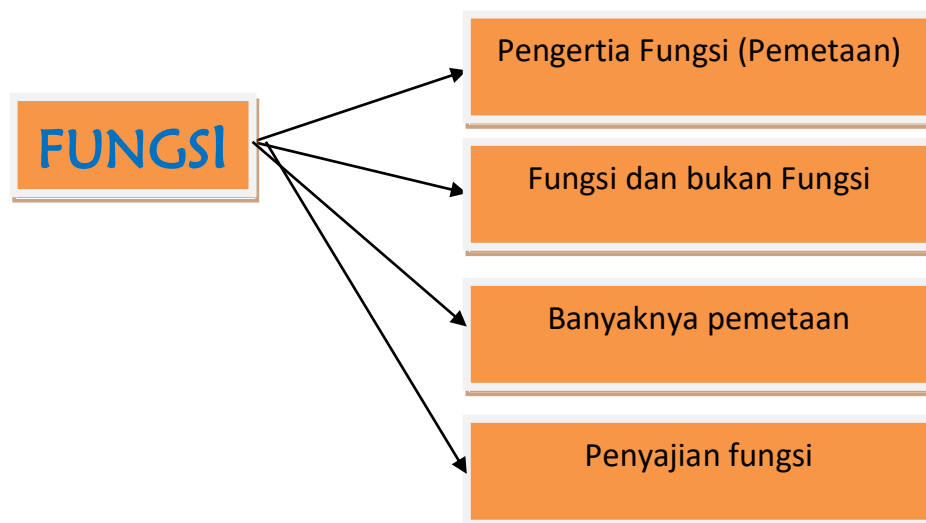 FUNGSI
Pengertia Fungsi (Pemetaan)
Fungsi dan bukan Fungsi
Banyaknya pemetaan
Penyajian fungsi